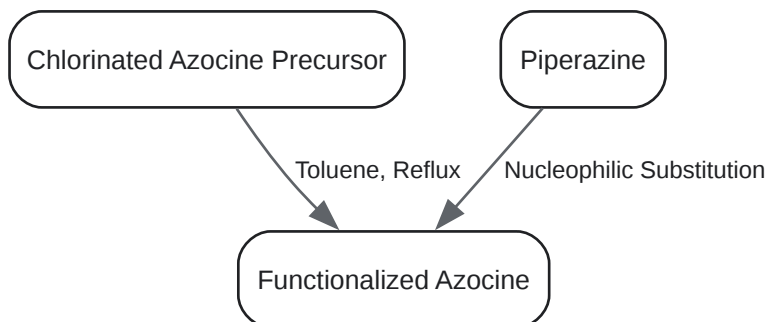 Chlorinated Azocine Precursor
Piperazine
Toluene, Reflux
Nucleophilic Substitution
Functionalized Azocine